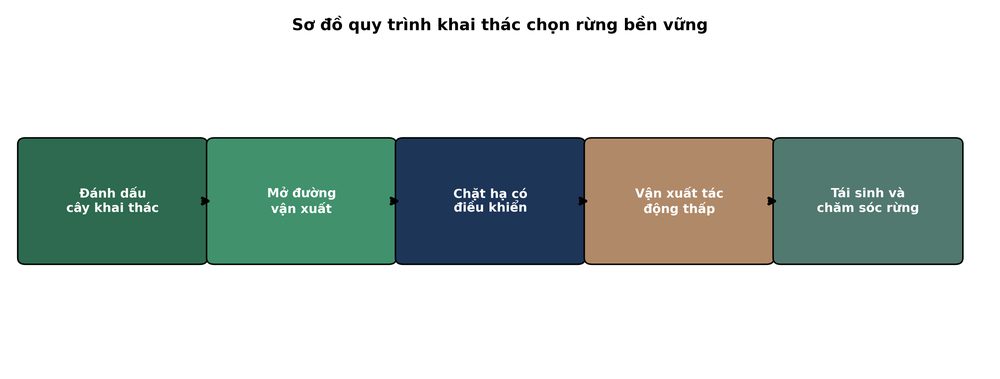 Sơ đồ quy trình khai thác chọn rừng bền vững
Đánh dấu
cây khai thác
Mở đường
vận xuất
Chặt hạ có
điều khiển
Vận xuất tác
động thấp
Tái sinh và
chăm sóc rừng